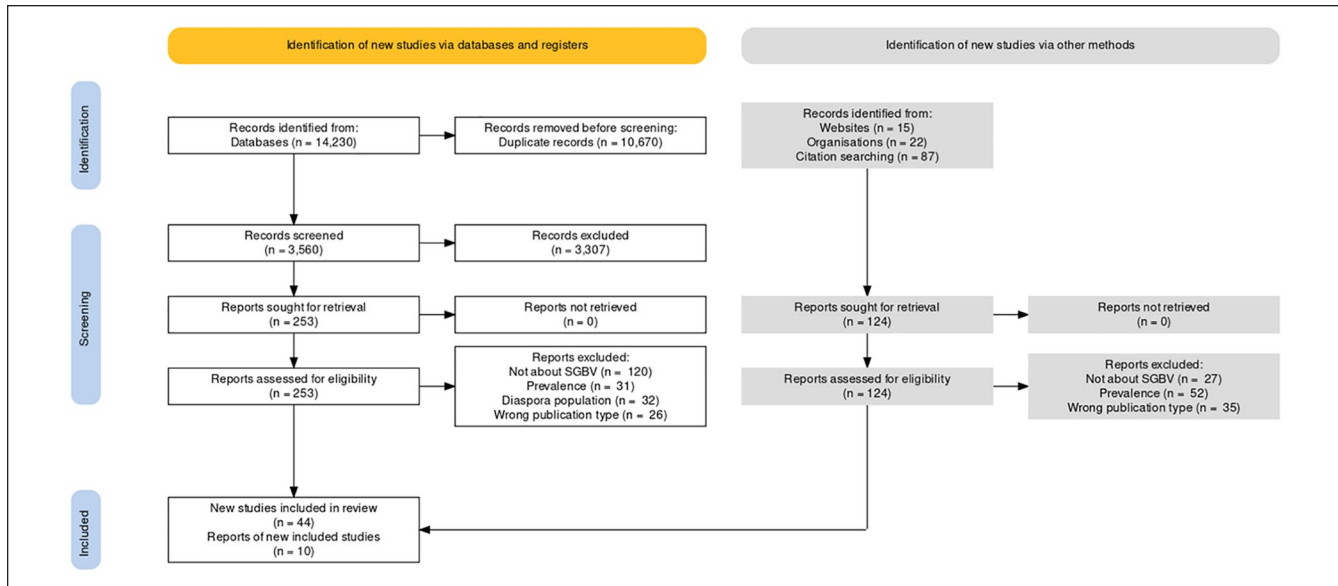 Identification of new studies via databases and registers
Identification of new studies via other methods
Identification
Records identified from:
Databases (n = 14,230)
Records removed before screening:
Duplicate records (n = 10,670)
Records identified from:
Websites (n = 15)
Organisations (n = 22)
Citation searching (n = 87)
Screening
Records screened
(n = 3,560)
Records excluded
(n = 3,307)
Reports sought for retrieval
(n = 253)
Reports not retrieved
(n = 0)
Reports sought for retrieval
(n = 124)
Reports not retrieved
(n = 0)
Reports assessed for eligibility
(n = 253)
Reports excluded:
Not about SGBV (n = 120)
Prevalence (n = 31)
Diaspora population (n = 32)
Wrong publication type (n = 26)
Reports assessed for eligibility
(n = 124)
Reports excluded:
Not about SGBV (n = 27)
Prevalence (n = 52)
Wrong publication type (n = 35)
Included
New studies included in review
(n = 44)
Reports of new included studies
(n = 10)